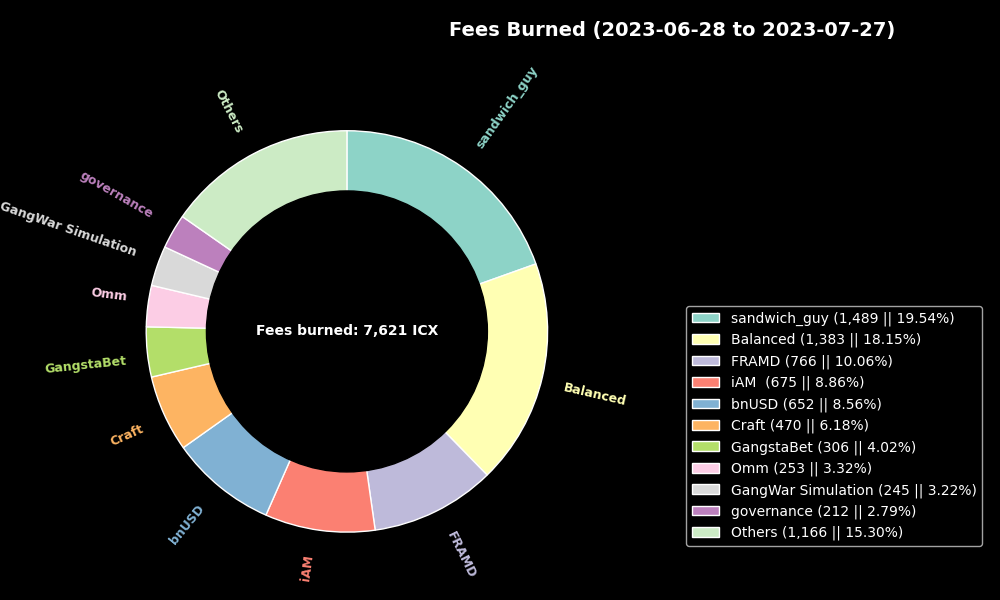 Fees Burned (2023-06-28 to 2023-07-27)
sandwich_guy
Others
governance
GangWar Simulation
Omm
GangstaBet
Craft
bnUSD
iAM
FRAMD
Balanced
Fees burned: 7,621 ICX
sandwich_guy (1,489 || 19.54%)
Balanced (1,383 || 18.15%)
FRAMD (766 || 10.06%)
iAM  (675 || 8.86%)
bnUSD (652 || 8.56%)
Craft (470 || 6.18%)
GangstaBet (306 || 4.02%)
Omm (253 || 3.32%)
GangWar Simulation (245 || 3.22%)
governance (212 || 2.79%)
Others (1,166 || 15.30%)